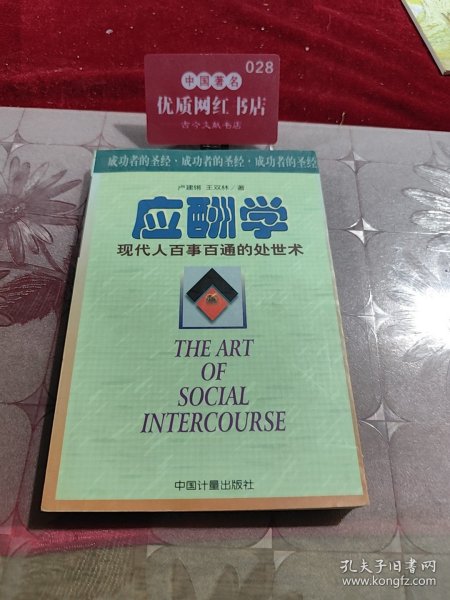 028
中国著名
优质网红书店
古今文献书店
成功者的圣经·成功者的圣经·成功者的圣经
卢建锡 王双林/著
应酬学
现代人百事百通的处世术
THE ART
OF
SOCIAL
INTERCOURSE
中国计量出版社
孔夫子旧书网
www.kongfz.com